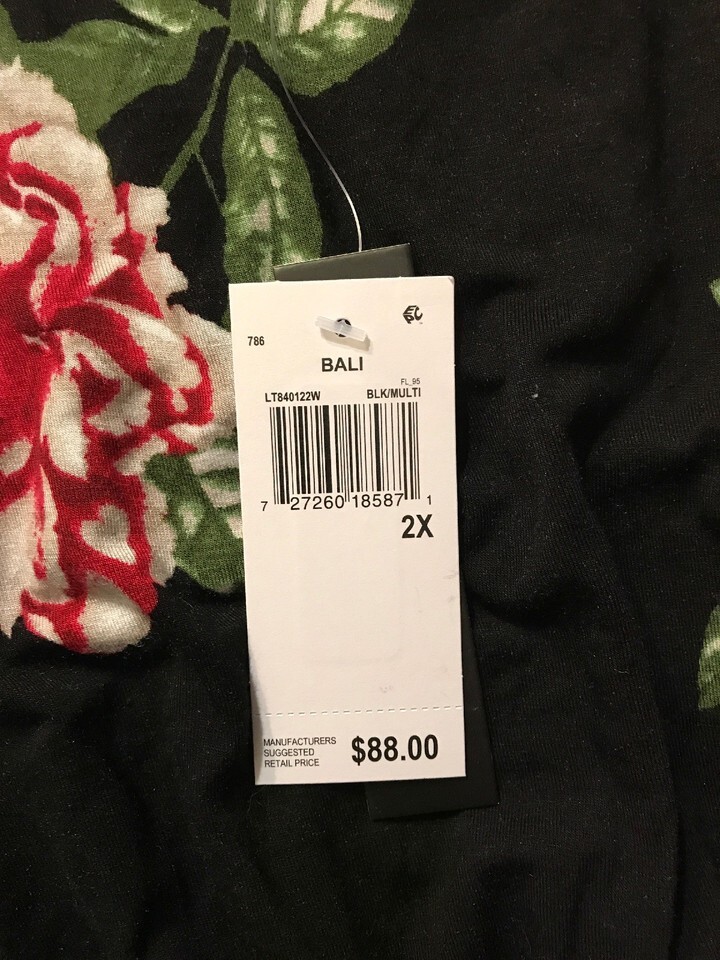 786
BALI
FL_95
LT840122W BLK/MULTI
7 27260 18587 1
2X
MANUFACTURERS
SUGGESTED
RETAIL PRICE
$88.00